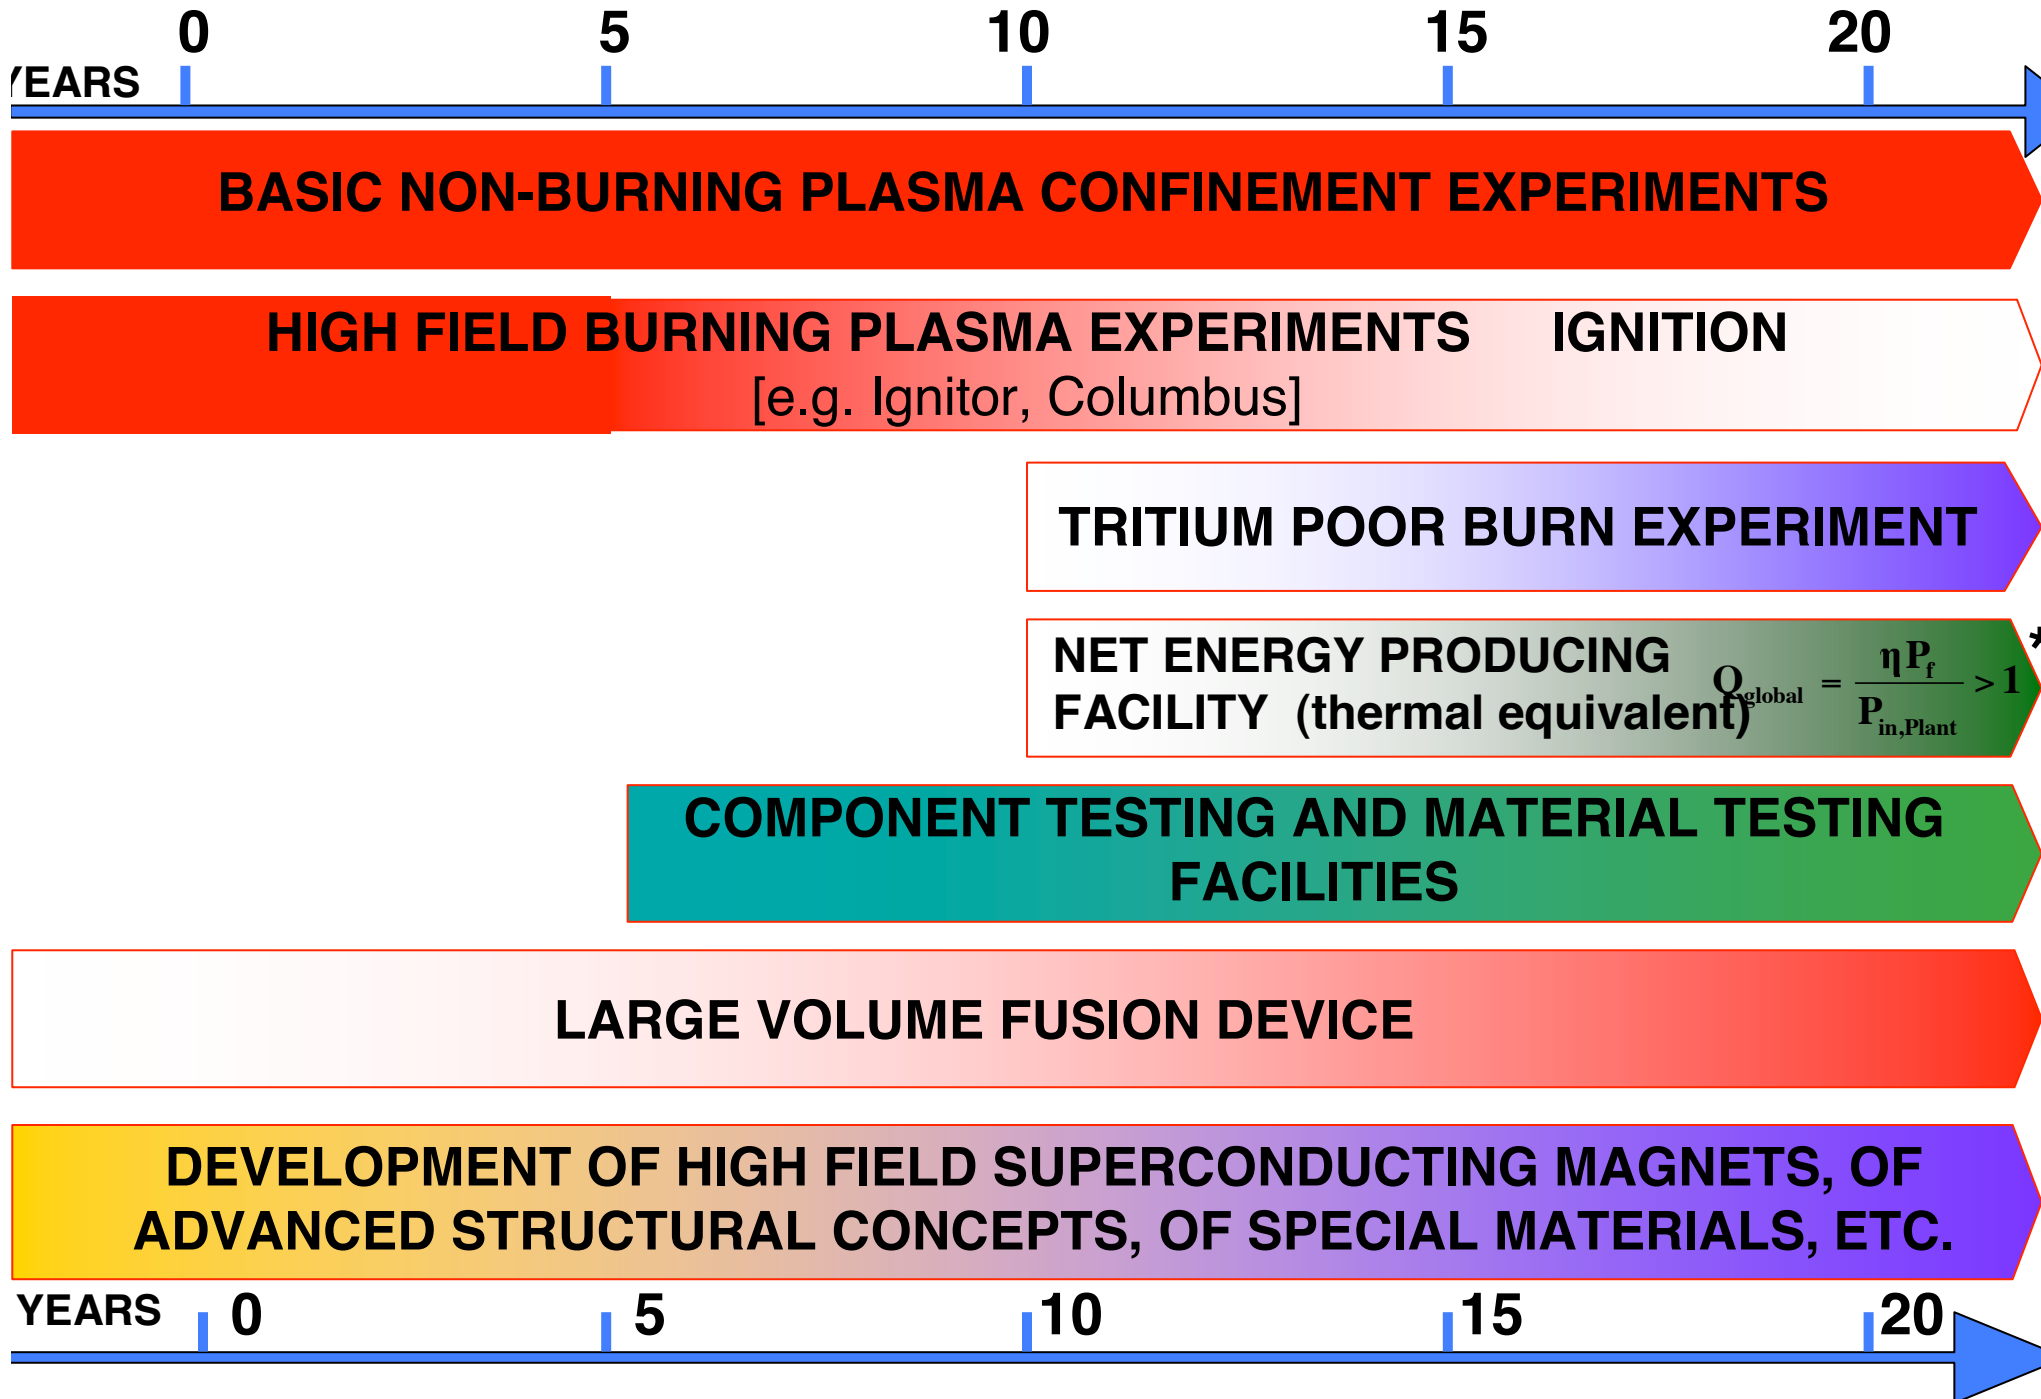 0 5 10 15 20
YEARS
BASIC NON-BURNING PLASMA CONFINEMENT EXPERIMENTS
HIGH FIELD BURNING PLASMA EXPERIMENTS IGNITION
[e.g. Ignitor, Columbus]
TRITIUM POOR BURN EXPERIMENT
NET ENERGY PRODUCING
FACILITY (thermal equivalent)
Q_global = ηP_f / P_in,Plant > 1 *
COMPONENT TESTING AND MATERIAL TESTING
FACILITIES
LARGE VOLUME FUSION DEVICE
DEVELOPMENT OF HIGH FIELD SUPERCONDUCTING MAGNETS, OF
ADVANCED STRUCTURAL CONCEPTS, OF SPECIAL MATERIALS, ETC.
YEARS 0 5 10 15 20